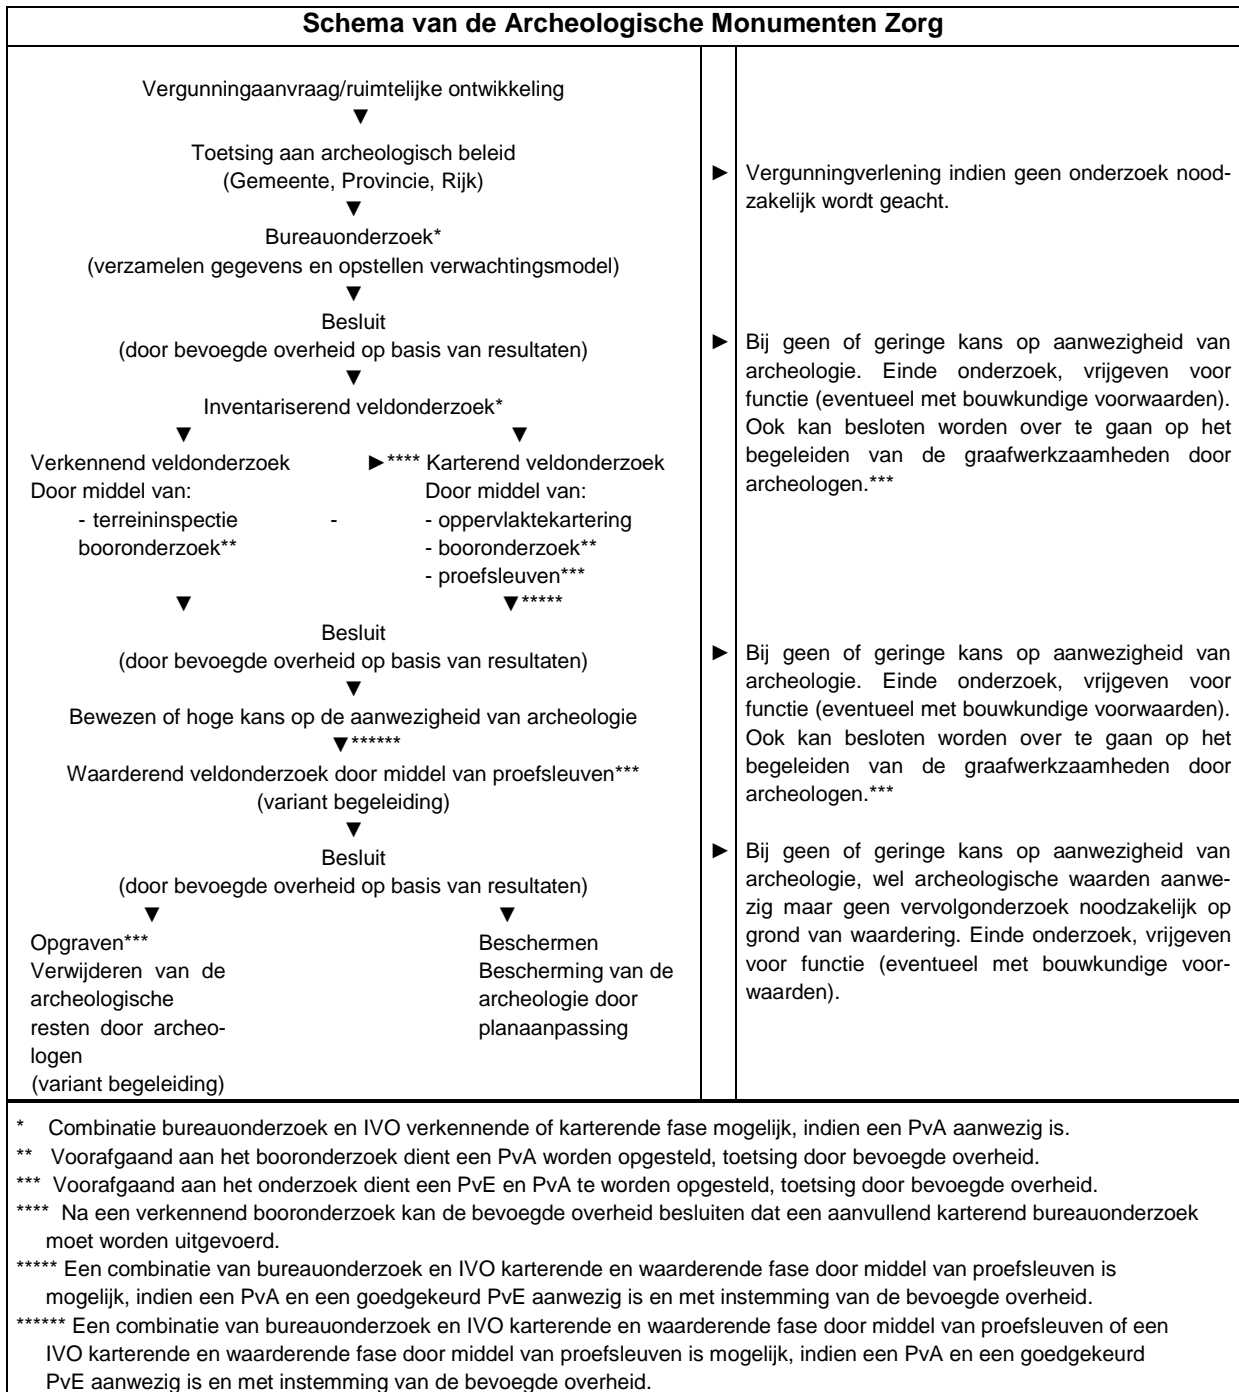 Schema van de Archeologische Monumenten Zorg
Vergunningaanvraag/ruimtelijke ontwikkeling
▼
Toetsing aan archeologisch beleid
(Gemeente, Provincie, Rijk)
▼
► Vergunningverlening indien geen onderzoek nood-
zakelijk wordt geacht.
Bureauonderzoek*
(verzamelen gegevens en opstellen verwachtingsmodel)
▼
Besluit
(door bevoegde overheid op basis van resultaten)
▼
► Bij geen of geringe kans op aanwezigheid van
archeologie. Einde onderzoek, vrijgeven voor
functie (eventueel met bouwkundige voorwaarden).
Ook kan besloten worden over te gaan op het
begeleiden van de graafwerkzaamheden door
archeologen.***
Inventariserend veldonderzoek*
▼ ▼
Verkennend veldonderzoek ►**** Karterend veldonderzoek
Door middel van: Door middel van:
- terreininspectie - - oppervlaktekartering
booronderzoek** - booronderzoek**
- proefsleuven***
▼ ▼*****
Besluit
(door bevoegde overheid op basis van resultaten)
▼
► Bij geen of geringe kans op aanwezigheid van
archeologie. Einde onderzoek, vrijgeven voor
functie (eventueel met bouwkundige voorwaarden).
Ook kan besloten worden over te gaan op het
begeleiden van de graafwerkzaamheden door
archeologen.***
Bewezen of hoge kans op de aanwezigheid van archeologie
▼******
Waarderend veldonderzoek door middel van proefsleuven***
(variant begeleiding)
▼
Besluit
(door bevoegde overheid op basis van resultaten)
▼ ▼
► Bij geen of geringe kans op aanwezigheid van
archeologie, wel archeologische waarden aanwe-
zig maar geen vervolgonderzoek noodzakelijk op
grond van waardering. Einde onderzoek, vrijgeven
voor functie (eventueel met bouwkundige voor-
waarden).
Opgraven***
Verwijderen van de
archeologische
resten door archeo-
logen
(variant begeleiding)
Beschermen
Bescherming van de
archeologie door
planaanpassing
* Combinatie bureauonderzoek en IVO verkennende of karterende fase mogelijk, indien een PvA aanwezig is.
** Voorafgaand aan het booronderzoek dient een PvA worden opgesteld, toetsing door bevoegde overheid.
*** Voorafgaand aan het onderzoek dient een PvE en PvA te worden opgesteld, toetsing door bevoegde overheid.
**** Na een verkennend booronderzoek kan de bevoegde overheid besluiten dat een aanvullend karterend bureauonderzoek
moet worden uitgevoerd.
***** Een combinatie van bureauonderzoek en IVO karterende en waarderende fase door middel van proefsleuven is
mogelijk, indien een PvA en een goedgekeurd PvE aanwezig is en met instemming van de bevoegde overheid.
****** Een combinatie van bureauonderzoek en IVO karterende en waarderende fase door middel van proefsleuven of een
IVO karterende en waarderende fase door middel van proefsleuven is mogelijk, indien een PvA en een goedgekeurd
PvE aanwezig is en met instemming van de bevoegde overheid.